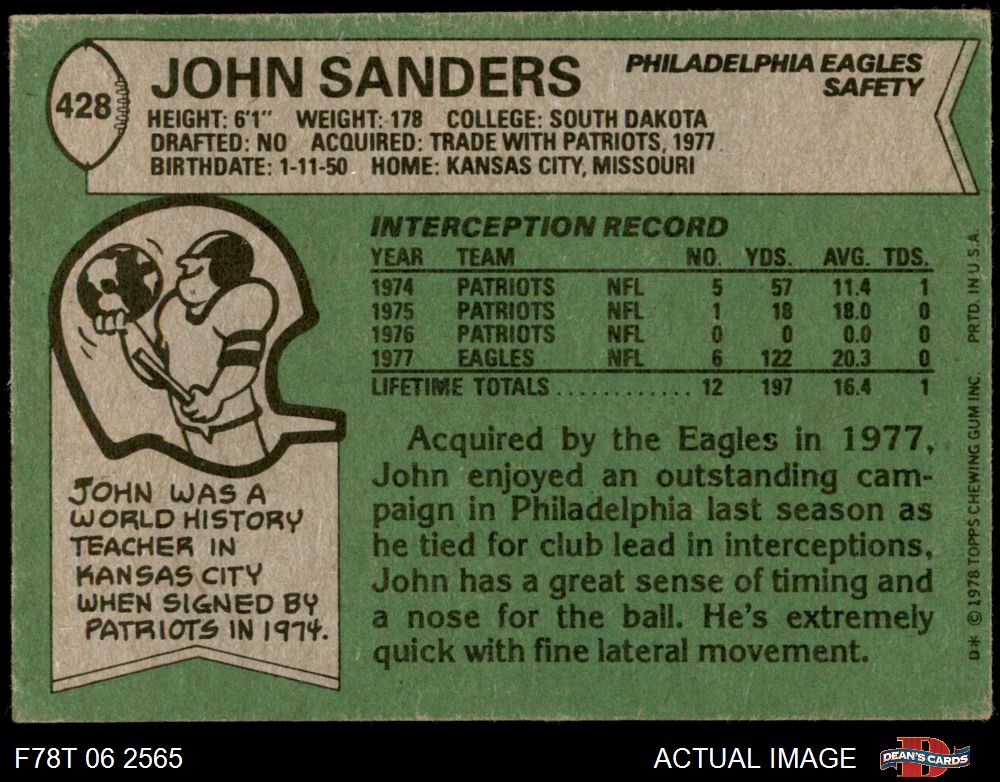 428
JOHN SANDERS
PHILADELPHIA EAGLES
SAFETY
HEIGHT: 6'1" WEIGHT: 178 COLLEGE: SOUTH DAKOTA
DRAFTED: NO ACQUIRED: TRADE WITH PATRIOTS, 1977
BIRTHDATE: 1-11-50 HOME: KANSAS CITY, MISSOURI
INTERCEPTION RECORD
YEAR TEAM NO. YDS. AVG. TDS.
1974 PATRIOTS NFL 5 57 11.4 1
1975 PATRIOTS NFL 1 18 18.0 0
1976 PATRIOTS NFL 0 0 0.0 0
1977 EAGLES NFL 6 122 20.3 0
LIFETIME TOTALS ............ 12 197 16.4 1
JOHN WAS A
WORLD HISTORY
TEACHER IN
KANSAS CITY
WHEN SIGNED BY
PATRIOTS IN 1974.
Acquired by the Eagles in 1977,
John enjoyed an outstanding cam-
paign in Philadelphia last season as
he tied for club lead in interceptions.
John has a great sense of timing and
a nose for the ball. He's extremely
quick with fine lateral movement.
D* © 1978 TOPPS CHEWING GUM INC. PRTD. IN U.S.A.
F78T 06 2565
ACTUAL IMAGE
DEAN'S CARDS